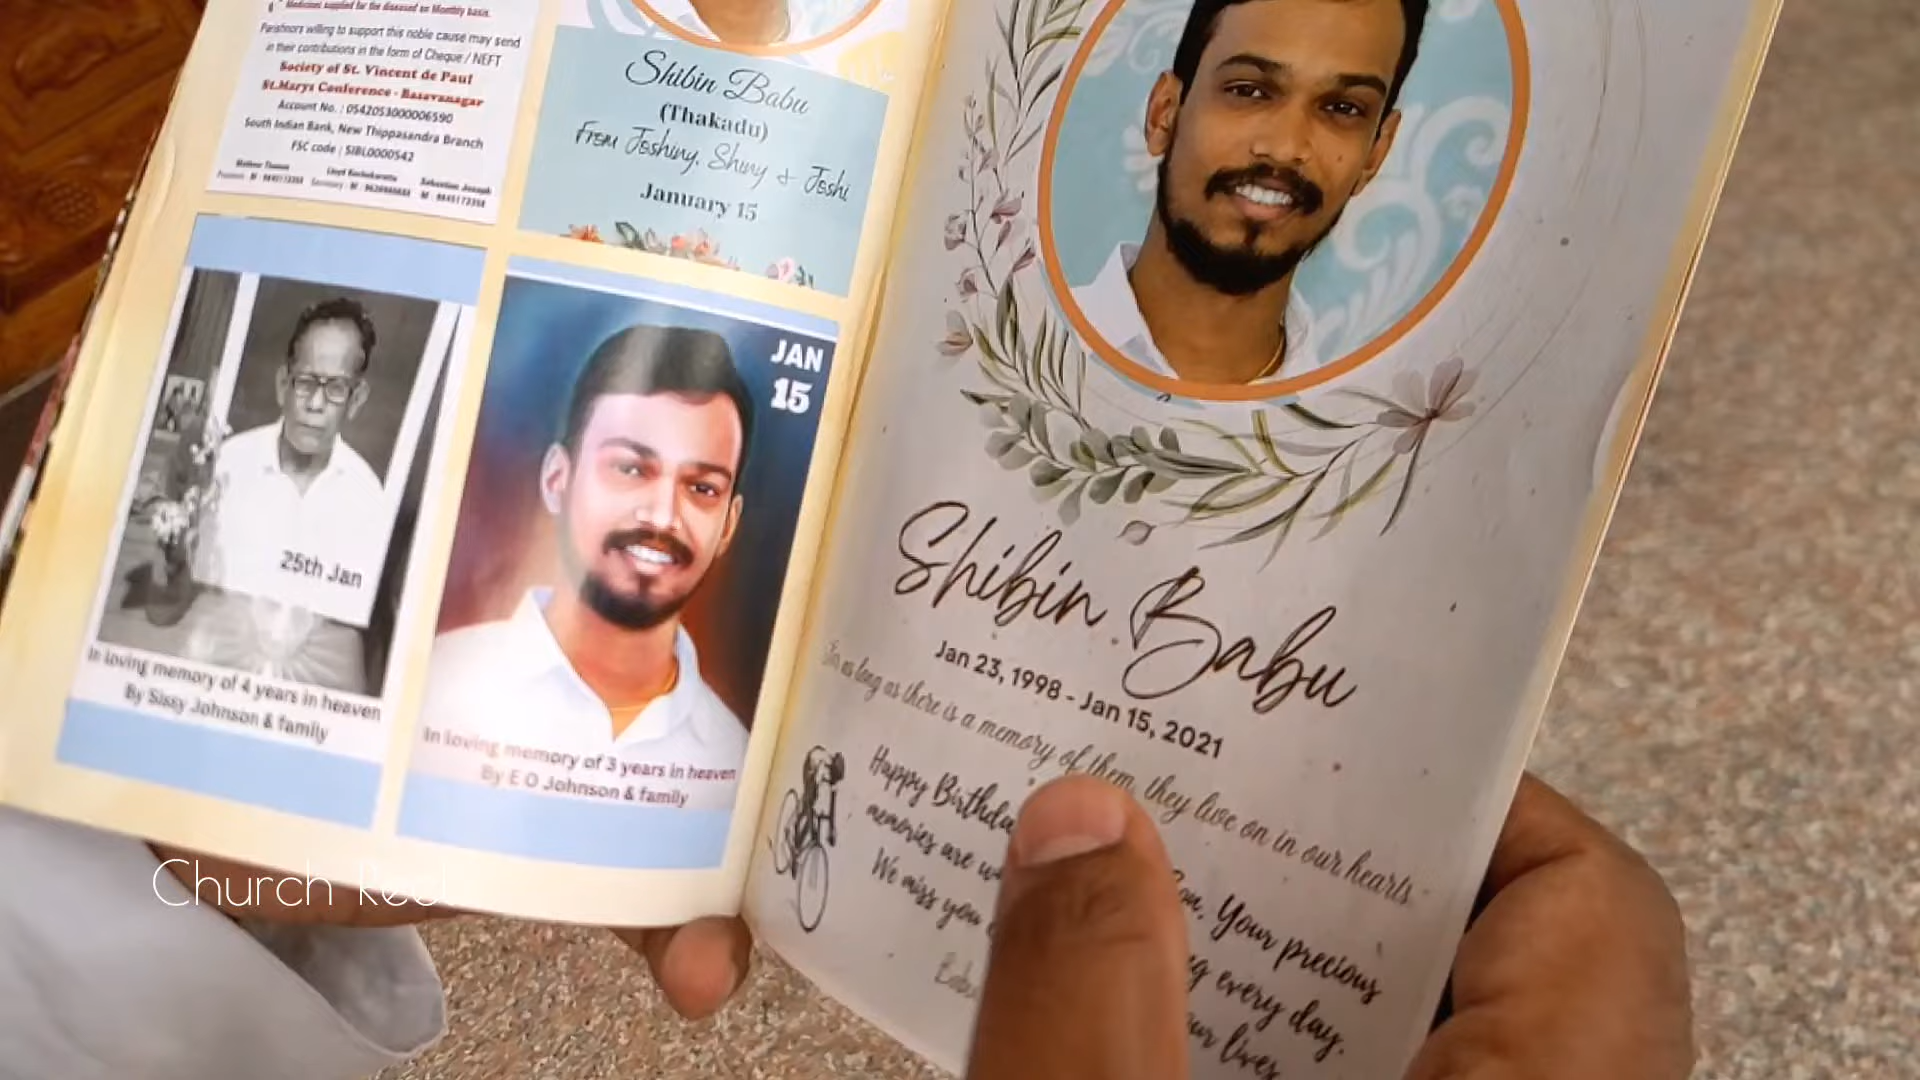 Medicines supplied for the diseased on Monthly basis.
Parishnors willing to support this noble cause may send
in their contributions in the form of Cheque / NEFT
Society of St. Vincent de Paul
St.Marys Conference - Basavanagar
Account No. : 0542053000006590
South Indian Bank, New Thippasandra Branch
FSC code : SIBL0000542
Shibin Babu
(Thakadu)
From Joshiny, Shiny & Joshi
January 15
25th Jan
In loving memory of 4 years in heaven
By Sissy Johnson & family
JAN
15
In loving memory of 3 years in heaven
By E O Johnson & family
Shibin Babu
Jan 23, 1998 - Jan 15, 2021
For as long as there is a memory of them, they live on in our hearts
Happy Son. Your precious
memories are every day.
We miss you our lives
Church